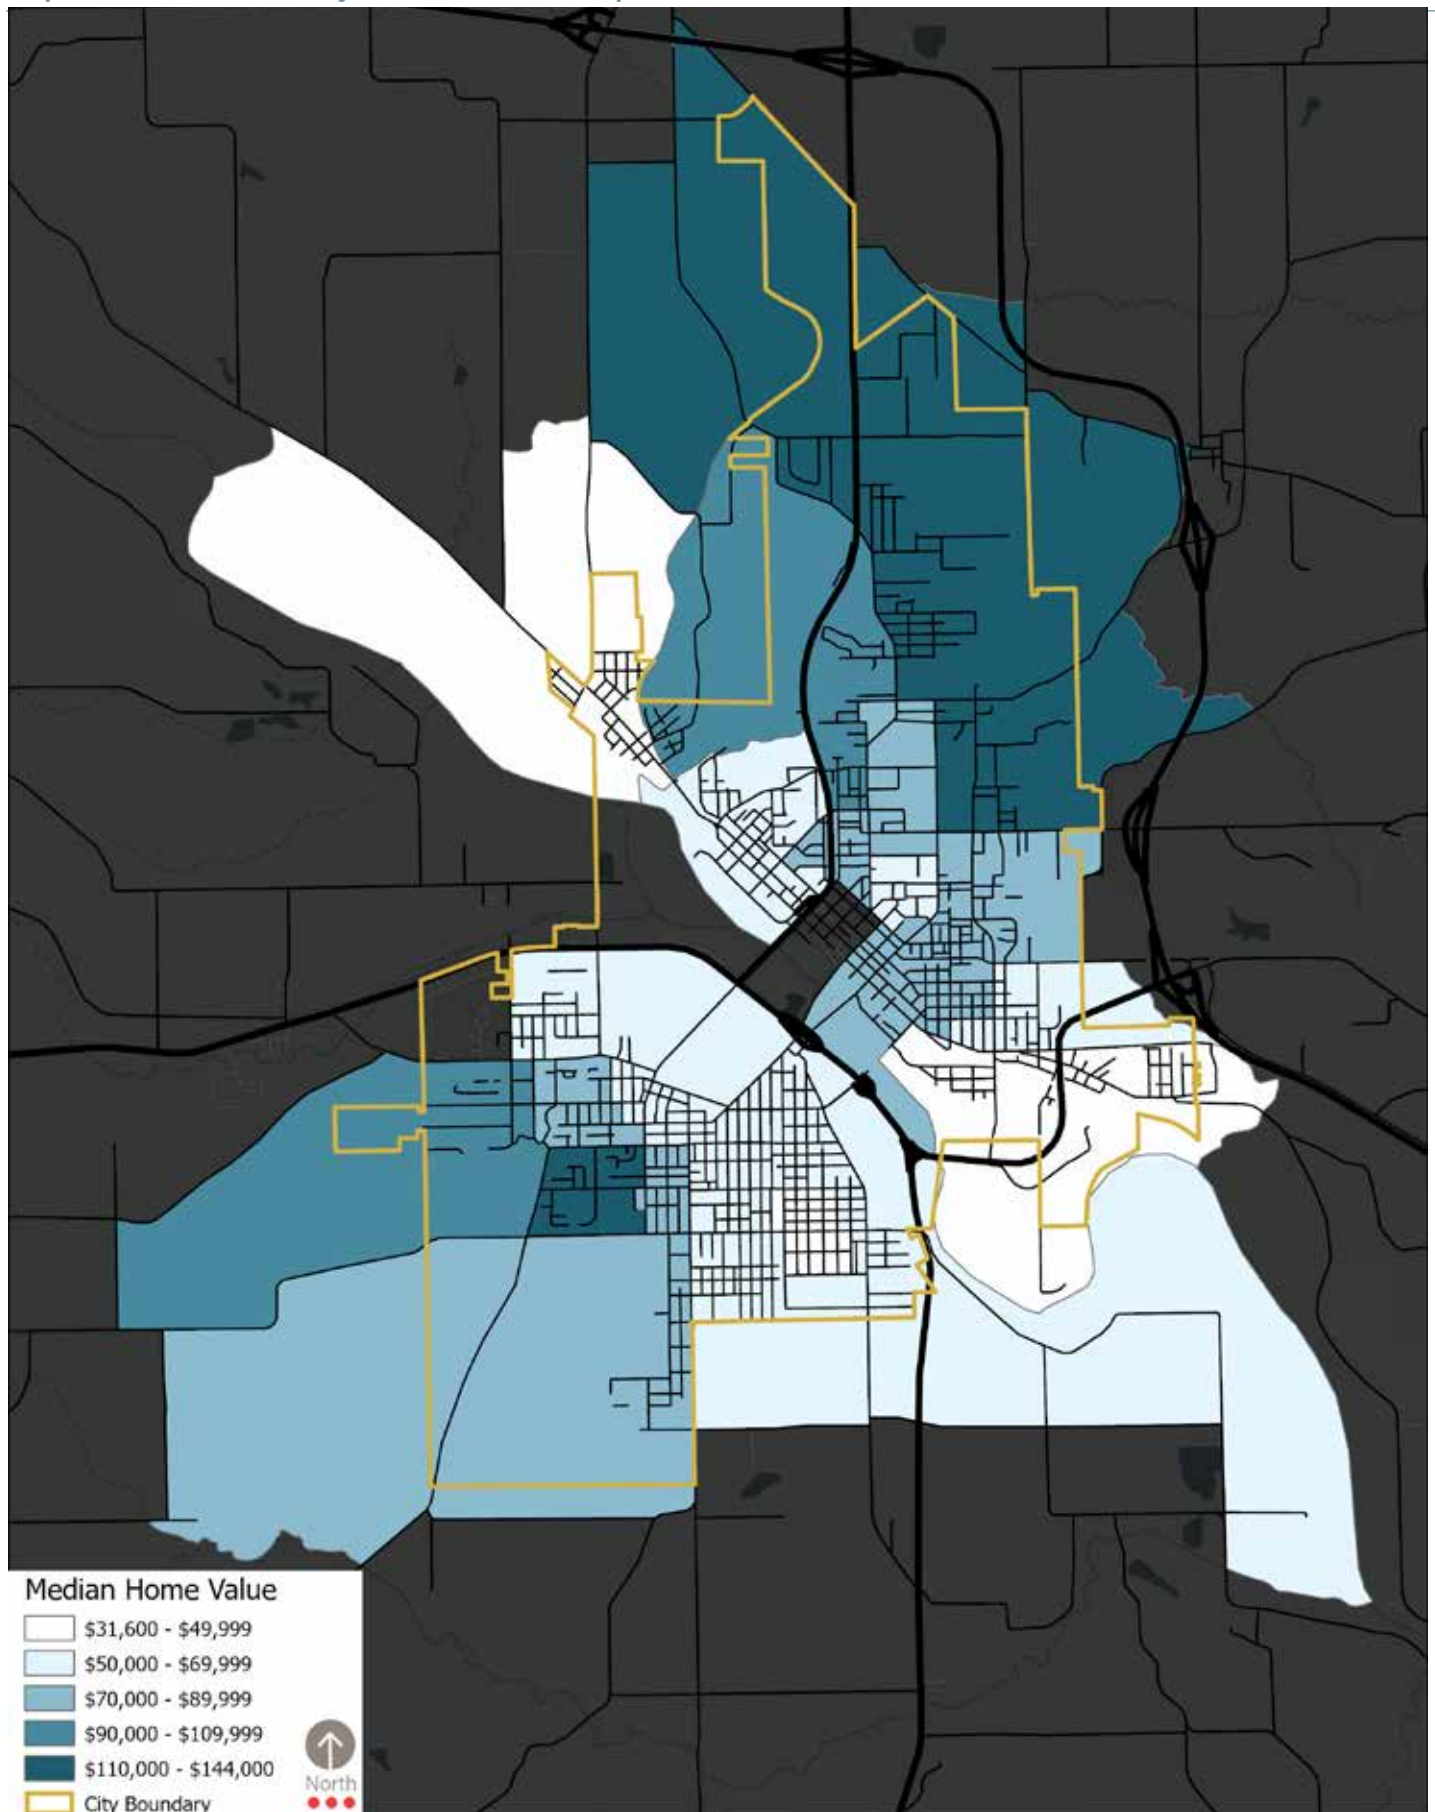 Median Home Value
$31,600 - $49,999
$50,000 - $69,999
$70,000 - $89,999
$90,000 - $109,999
$110,000 - $144,000
City Boundary
North